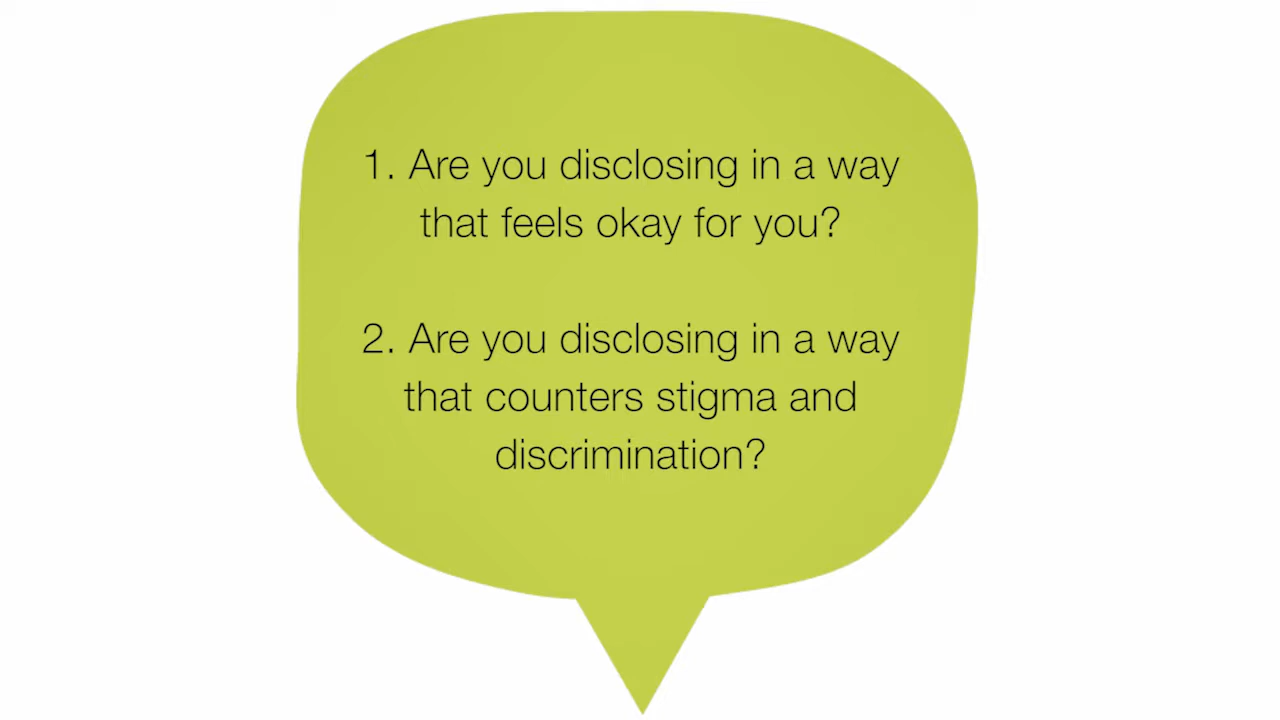 1. Are you disclosing in a way
that feels okay for you?
2. Are you disclosing in a way
that counters stigma and
discrimination?